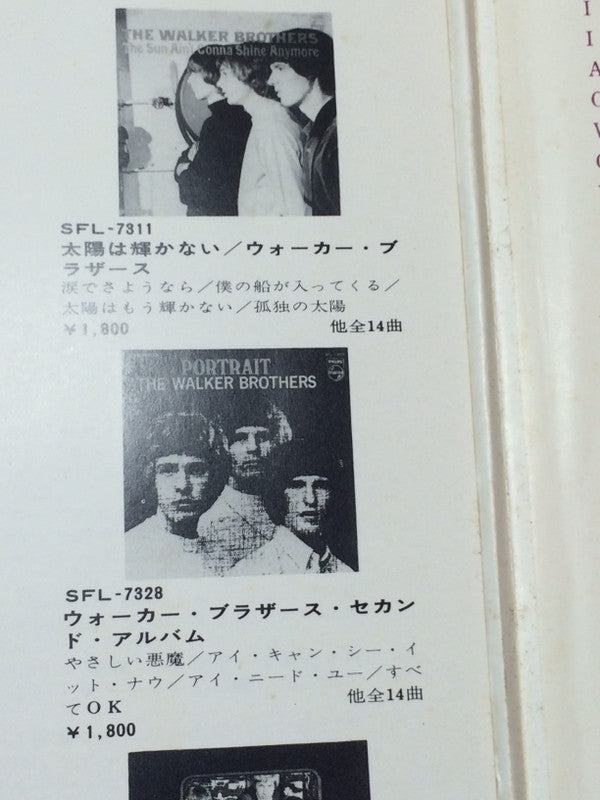 THE WALKER BROTHERS
The Sun Ain't Gonna Shine Anymore
SFL-7311
太陽は輝かない/ウォーカー・ブ
ラザース
涙でさようなら/僕の船が入ってくる/
太陽はもう輝かない/孤独の太陽
¥1,800 他全14曲
PORTRAIT
THE WALKER BROTHERS
SFL-7328
ウォーカー・ブラザース・セカン
ド・アルバム
やさしい悪魔/アイ・キャン・シー・イ
ット・ナウ/アイ・ニード・ユー/すべ
てOK 他全14曲
¥1,800
I
I
A
O
V